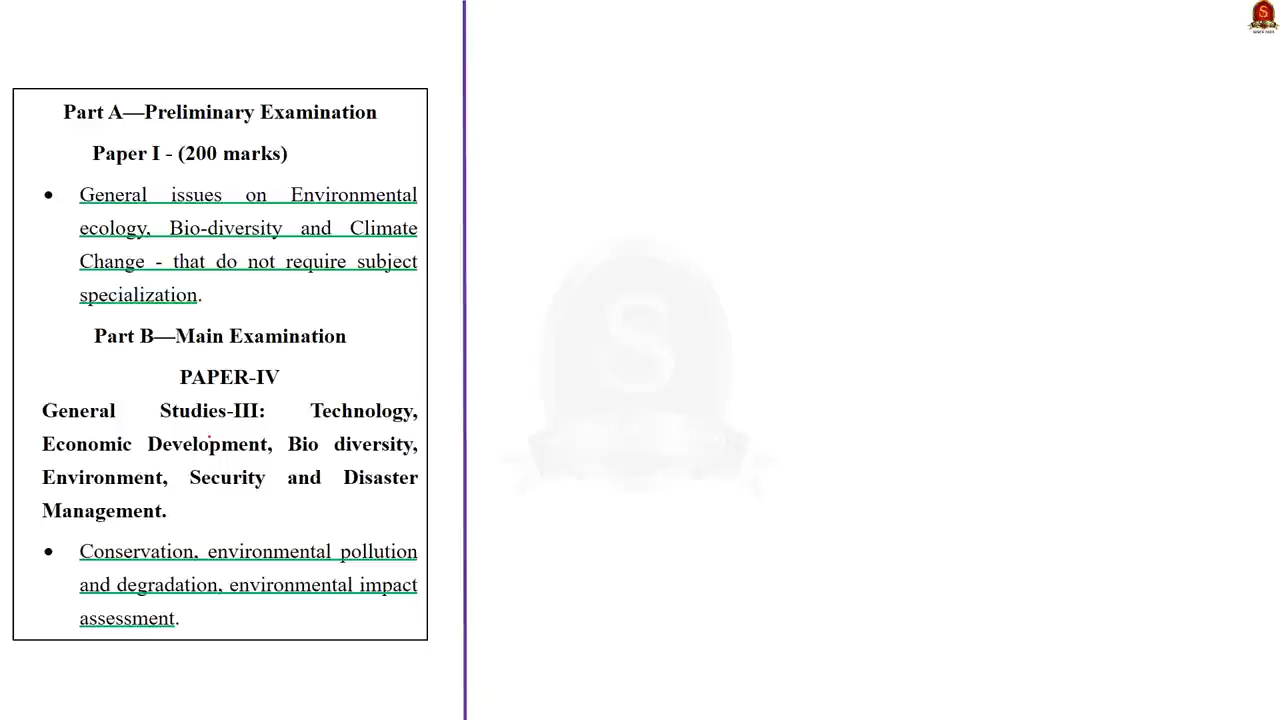 Part A—Preliminary Examination
Paper I - (200 marks)
• General issues on Environmental
ecology, Bio-diversity and Climate
Change - that do not require subject
specialization.
Part B—Main Examination
PAPER-IV
General Studies-III: Technology,
Economic Development, Bio diversity,
Environment, Security and Disaster
Management.
• Conservation, environmental pollution
and degradation, environmental impact
assessment.
S
S